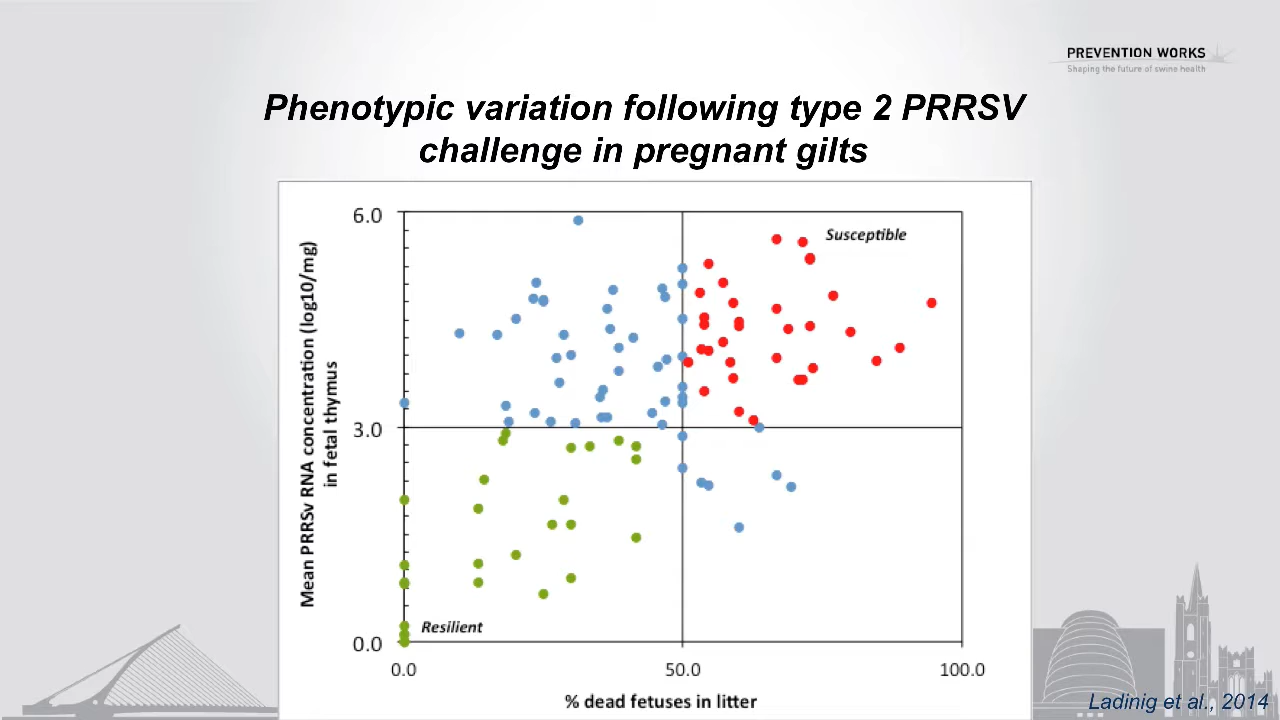 PREVENTION WORKS
Shaping the future of swine health
Phenotypic variation following type 2 PRRSV
challenge in pregnant gilts
Mean PRRSv RNA concentration (log10/mg)
in fetal thymus
6.0
3.0
0.0
Susceptible
Resilient
0.0
50.0
100.0
% dead fetuses in litter
Ladinig et al., 2014